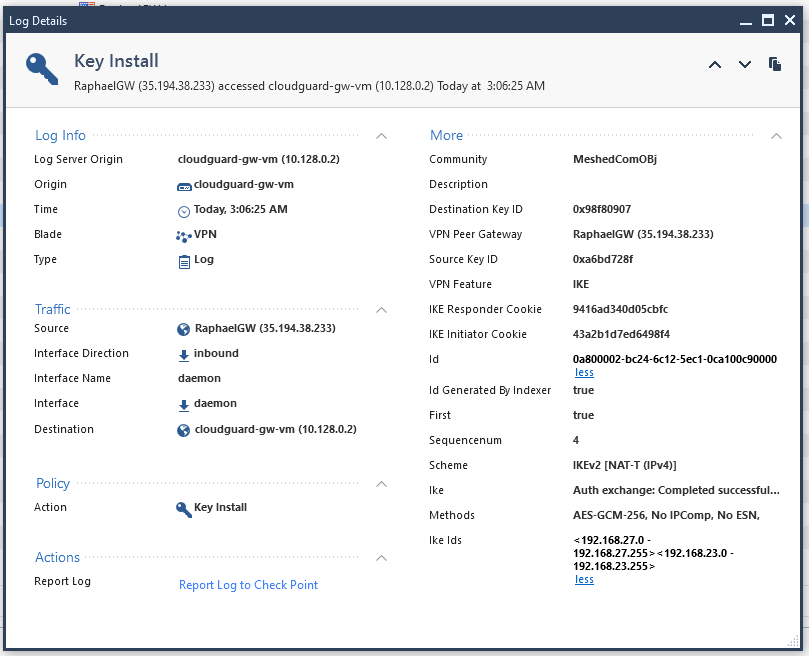 Log Details
Key Install
RaphaelGW (35.194.38.233) accessed cloudguard-gw-vm (10.128.0.2) Today at 3:06:25 AM
Log Info
Log Server Origin cloudguard-gw-vm (10.128.0.2)
Origin cloudguard-gw-vm
Time Today, 3:06:25 AM
Blade VPN
Type Log
Traffic
Source RaphaelGW (35.194.38.233)
Interface Direction inbound
Interface Name daemon
Interface daemon
Destination cloudguard-gw-vm (10.128.0.2)
Policy
Action Key Install
Actions
Report Log Report Log to Check Point
More
Community MeshedComOBj
Description
Destination Key ID 0x98f80907
VPN Peer Gateway RaphaelGW (35.194.38.233)
Source Key ID 0xa6bd728f
VPN Feature IKE
IKE Responder Cookie 9416ad340d05cbfc
IKE Initiator Cookie 43a2b1d7ed6498f4
Id 0a800002-bc24-6c12-5ec1-0ca100c90000
less
Id Generated By Indexer true
First true
Sequencenum 4
Scheme IKEv2 [NAT-T (IPv4)]
Ike Auth exchange: Completed successful...
Methods AES-GCM-256, No IPComp, No ESN,
Ike Ids <192.168.27.0 -
192.168.27.255><192.168.23.0 -
192.168.23.255>
less